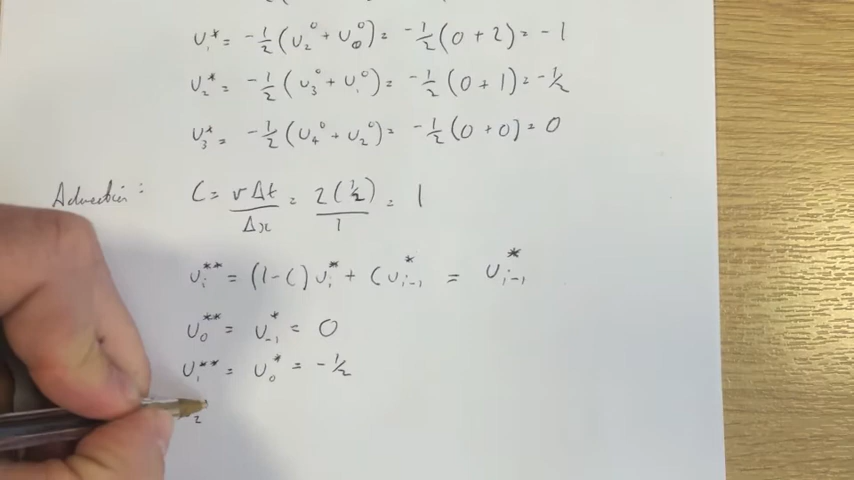 U₁* = -½(U₂⁰ + U₀⁰) = -½(0 + 2) = -1
U₂* = -½(U₃⁰ + U₁⁰) = -½(0 + 1) = -½
U₃* = -½(U₄⁰ + U₂⁰) = -½(0 + 0) = 0
Advection: C = vΔt/Δx = 2(½)/1 = 1
Uᵢ** = (1-C)Uᵢ* + CUᵢ₋₁* = Uᵢ₋₁*
U₀** = U₋₁* = 0
U₁** = U₀* = -½
₂